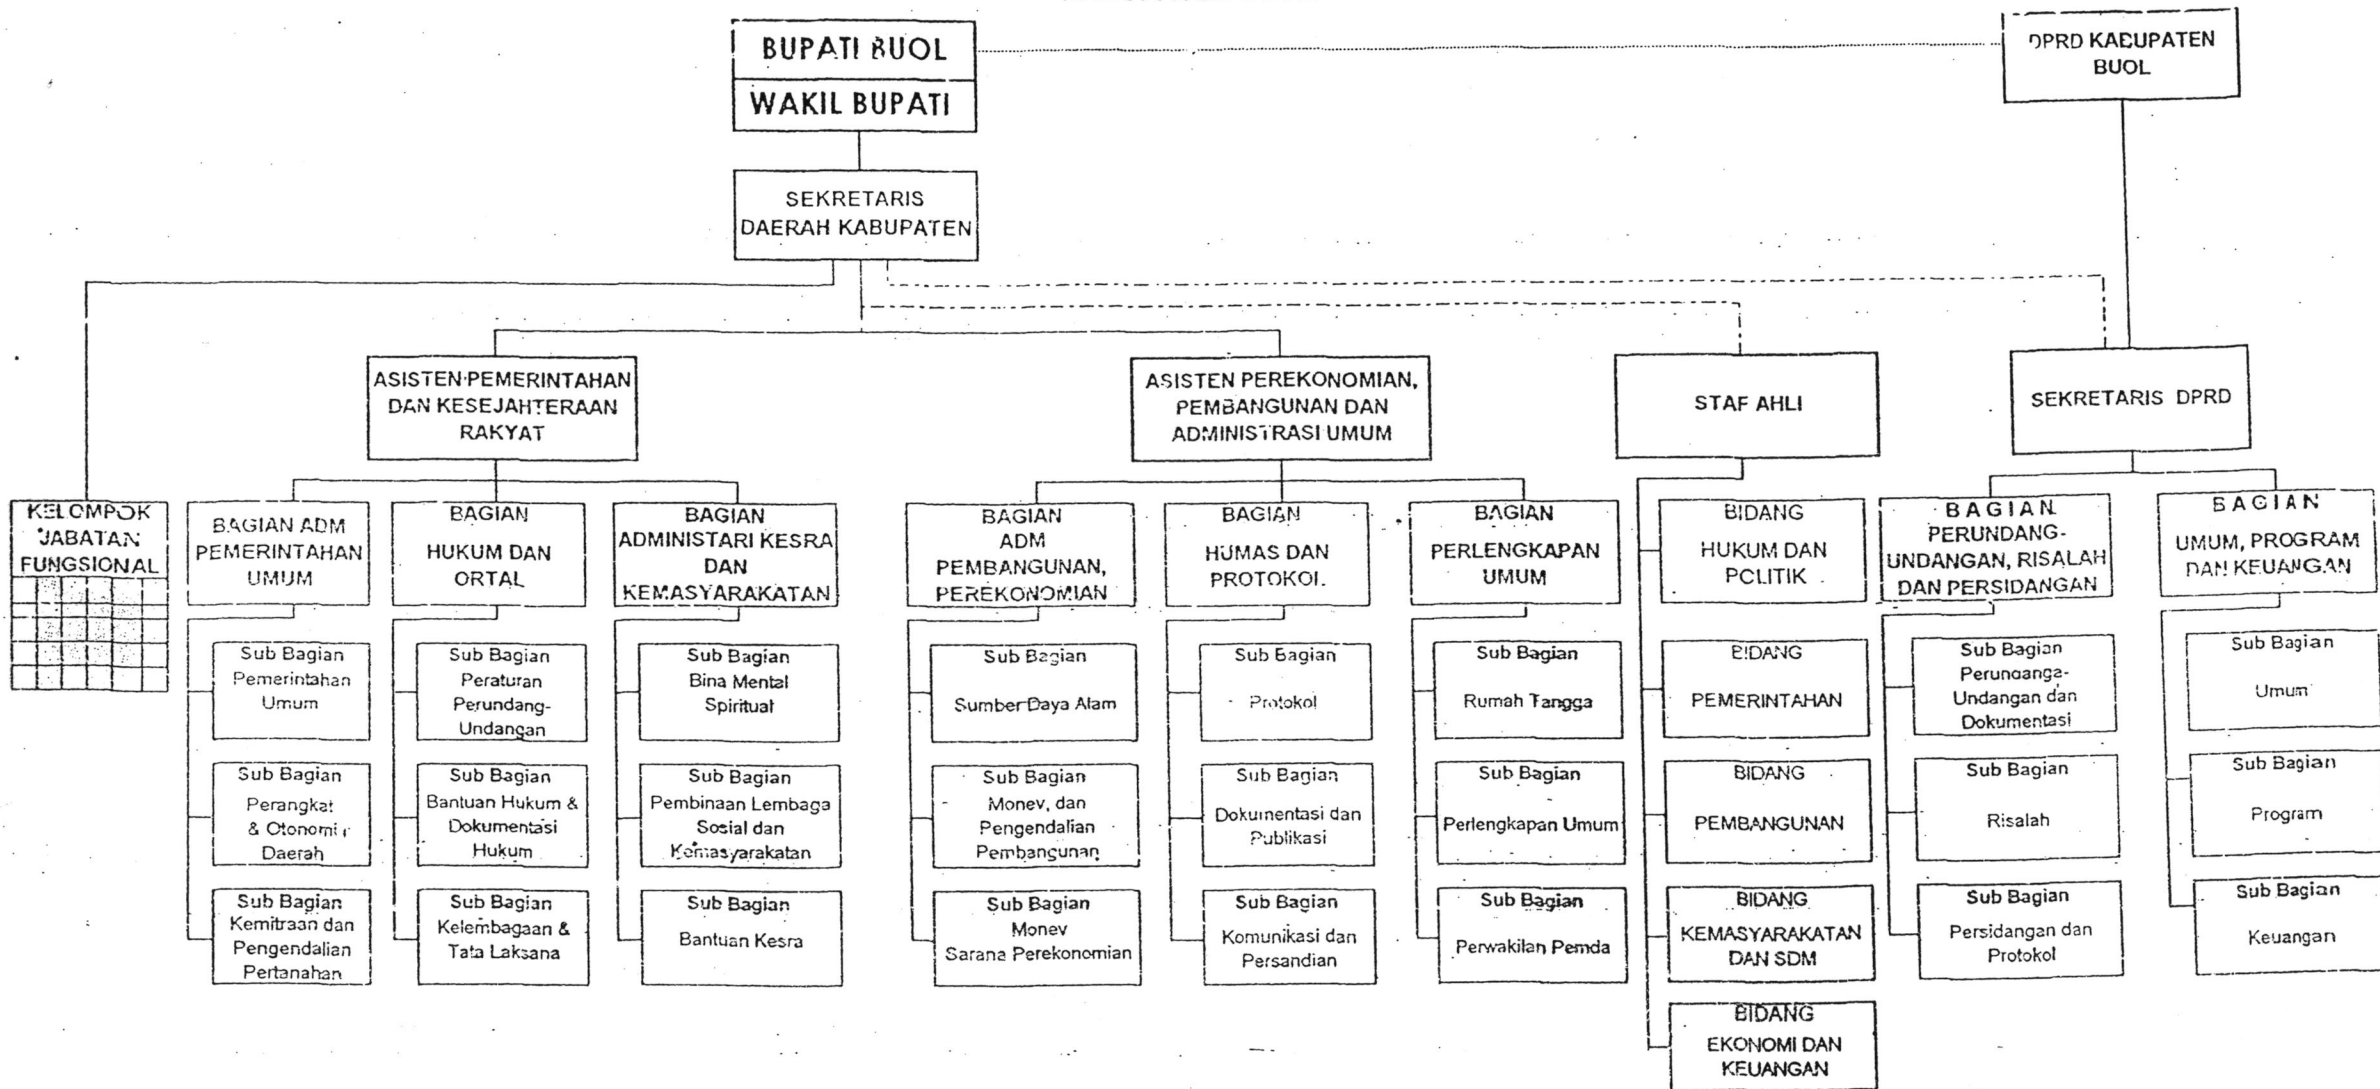 BUPATI BUOL
WAKIL BUPATI
DPRD KABUPATEN
BUOL
SEKRETARIS
DAERAH KABUPATEN
ASISTEN PEMERINTAHAN
DAN KESEJAHTERAAN
RAKYAT
ASISTEN PEREKONOMIAN,
PEMBANGUNAN DAN
ADMINISTRASI UMUM
STAF AHLI
SEKRETARIS DPRD
KELOMPOK
JABATAN
FUNGSIONAL
BAGIAN ADM
PEMERINTAHAN
UMUM
BAGIAN
HUKUM DAN
ORTAL
BAGIAN
ADMINISTARI KESRA
DAN
KEMASYARAKATAN
BAGIAN
ADM
PEMBANGUNAN,
PEREKONOMIAN
BAGIAN
HUMAS DAN
PROTOKOL
BAGIAN
PERLENGKAPAN
UMUM
BIDANG
HUKUM DAN
POLITIK
BAGIAN
PERUNDANG-
UNDANGAN, RISALAH
DAN PERSIDANGAN
BAGIAN
UMUM, PROGRAM
DAN KEUANGAN
Sub Bagian
Pemerintahan
Umum
Sub Bagian
Peraturan
Perundang-
Undangan
Sub Bagian
Bina Mental
Spiritual
Sub Bagian
Sumber Daya Alam
Sub Bagian
Protokol
Sub Bagian
Rumah Tangga
BIDANG
PEMERINTAHAN
Sub Bagian
Perundanga-
Undangan dan
Dokumentasi
Sub Bagian
Umum
Sub Bagian
Perangkat
& Otonomi
Daerah
Sub Bagian
Bantuan Hukum &
Dokumentasi
Hukum
Sub Bagian
Pembinaan Lembaga
Sosial dan
Kemasyarakatan
Sub Bagian
Monev, dan
Pengendalian
Pembangunan
Sub Bagian
Dokumentasi dan
Publikasi
Sub Bagian
Perlengkapan Umum
BIDANG
PEMBANGUNAN
Sub Bagian
Risalah
Sub Bagian
Program
Sub Bagian
Kemitraan dan
Pengendalian
Pertanahan
Sub Bagian
Kelembagaan &
Tata Laksana
Sub Bagian
Bantuan Kesra
Sub Bagian
Monev
Sarana Perekonomian
Sub Bagian
Komunikasi dan
Persandian
Sub Bagian
Perwakilan Pemda
BIDANG
KEMASYARAKATAN
DAN SDM
Sub Bagian
Persidangan dan
Protokol
Sub Bagian
Keuangan
BIDANG
EKONOMI DAN
KEUANGAN